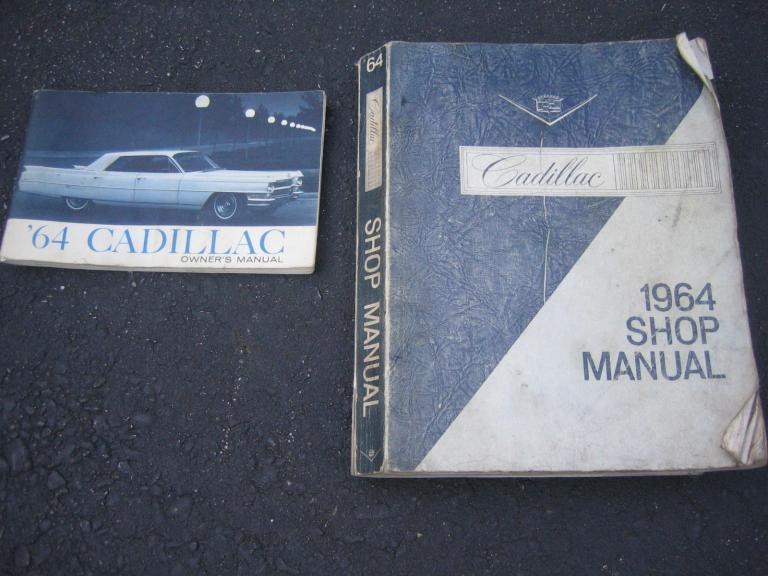 '64 CADILLAC
OWNER'S MANUAL
64
Cadillac
SHOP MANUAL
Cadillac
1964
SHOP
MANUAL